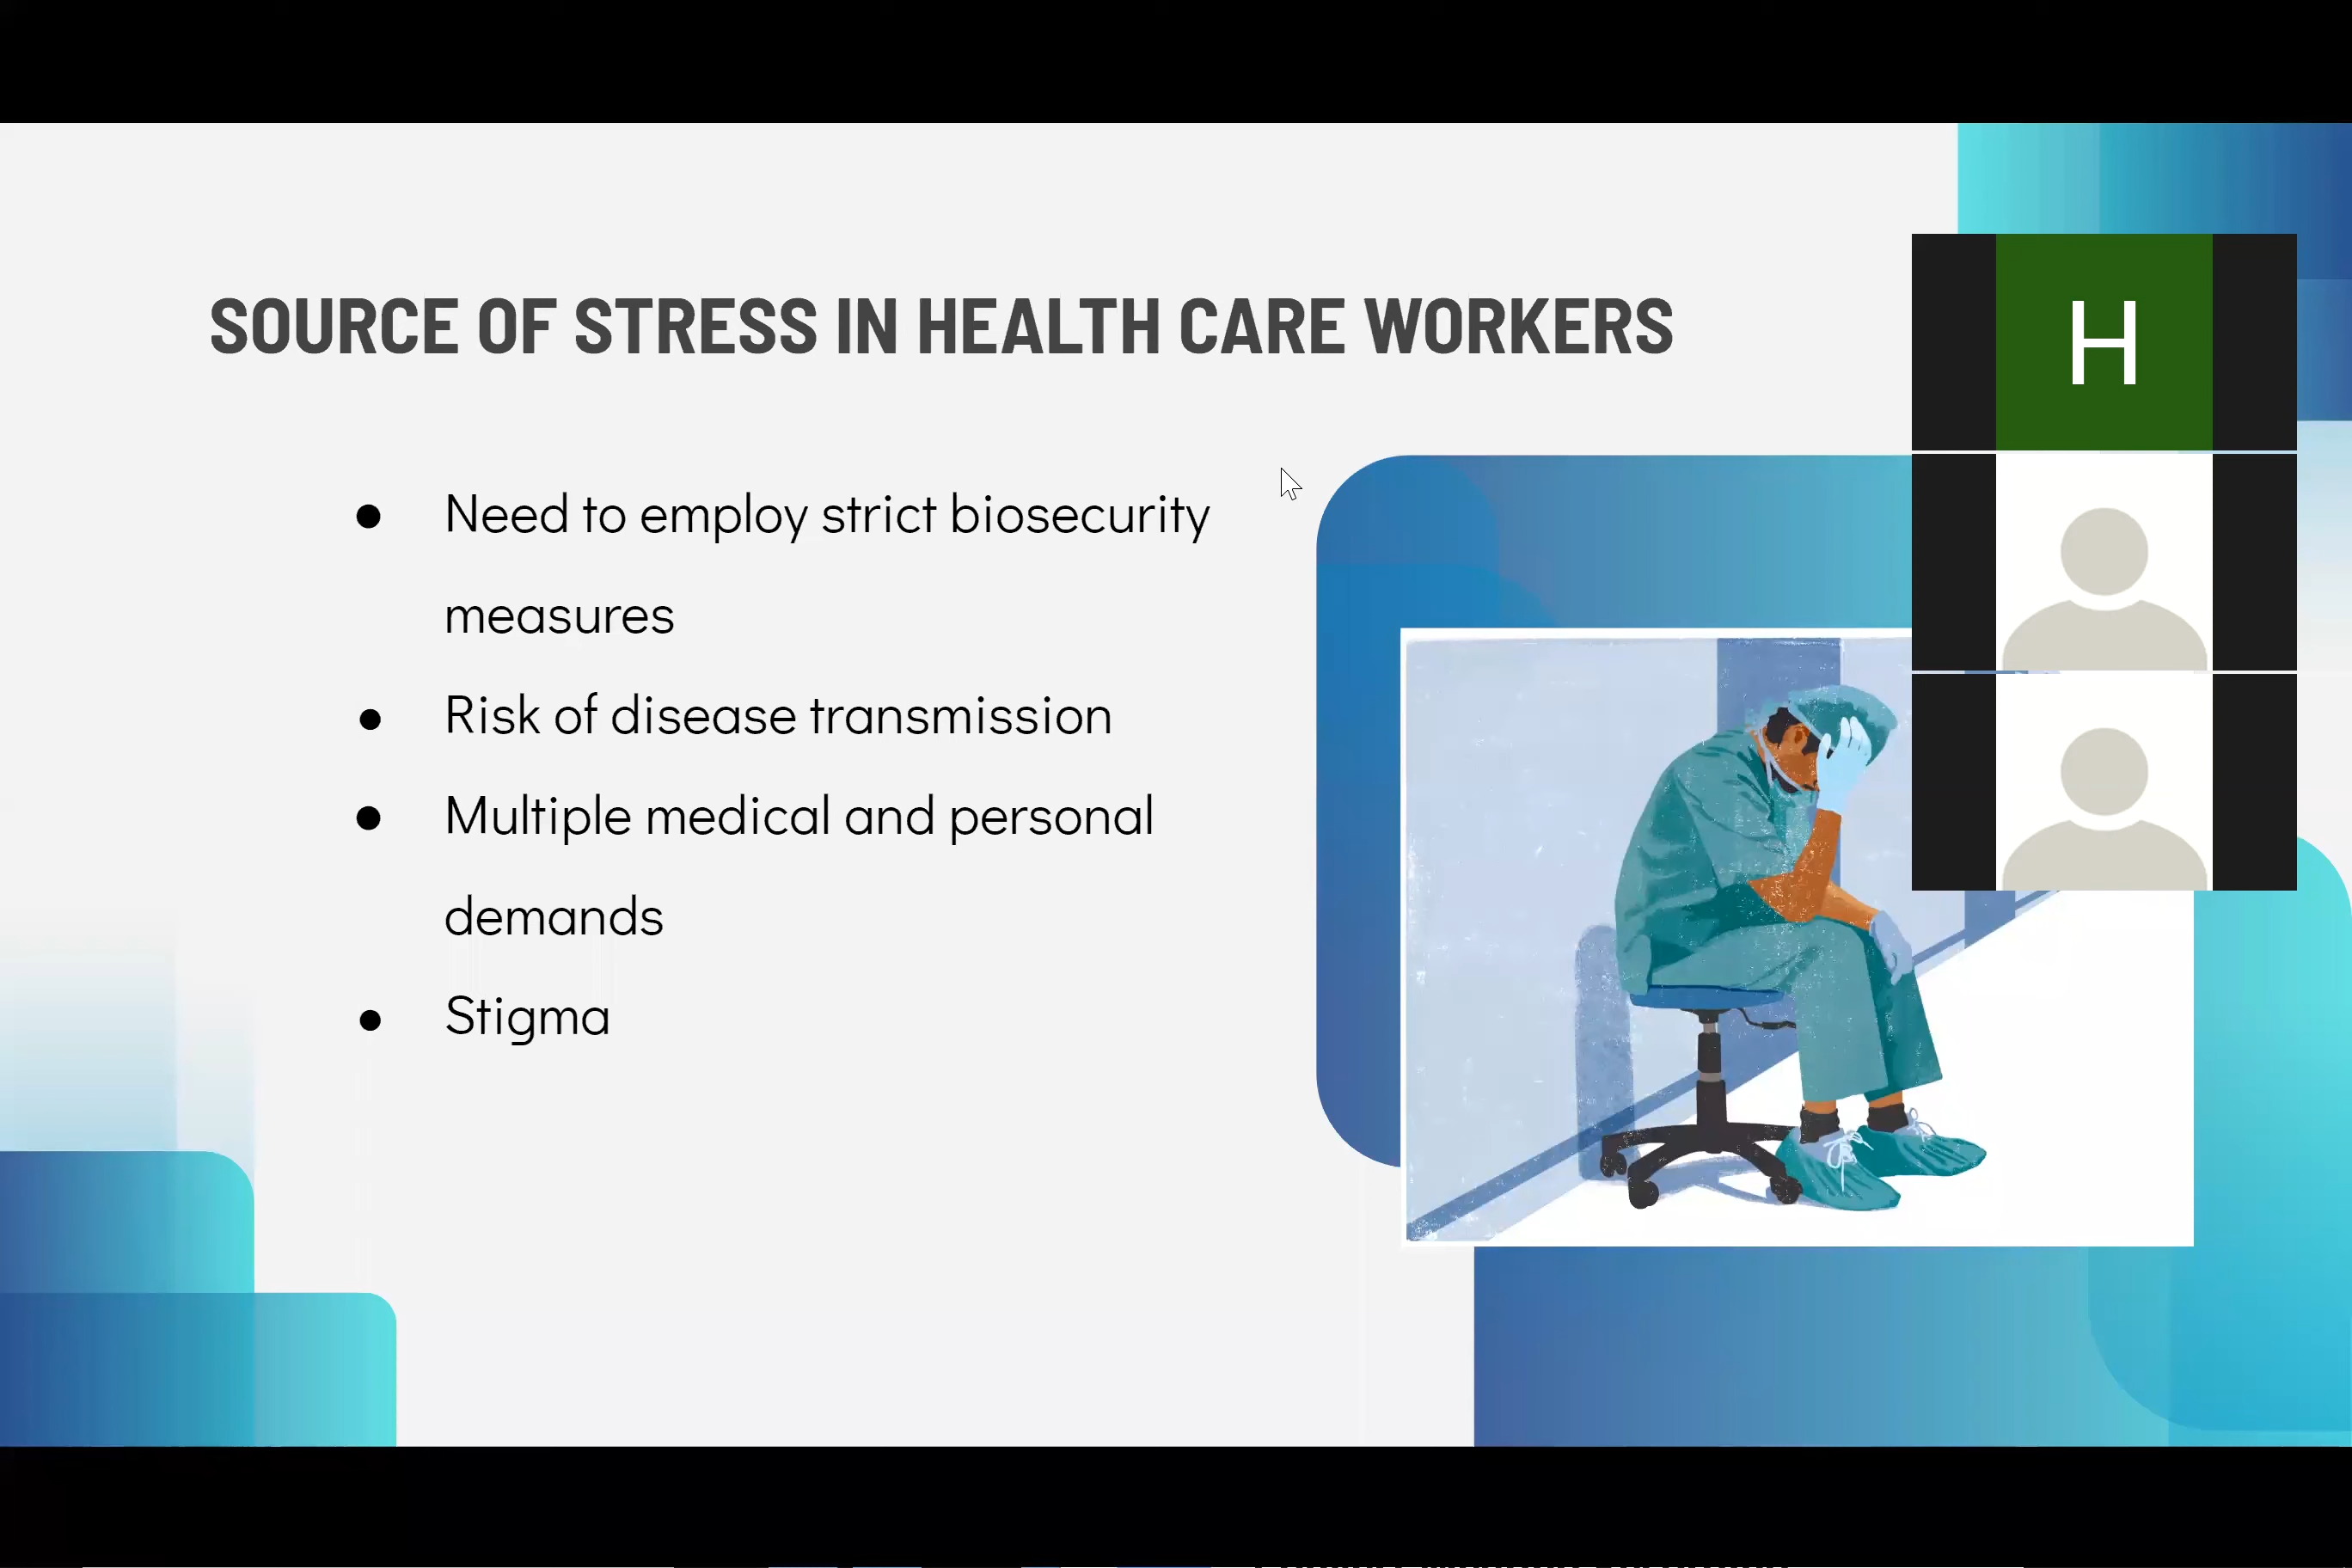 SOURCE OF STRESS IN HEALTH CARE WORKERS
H
● Need to employ strict biosecurity
measures
● Risk of disease transmission
● Multiple medical and personal
demands
● Stigma